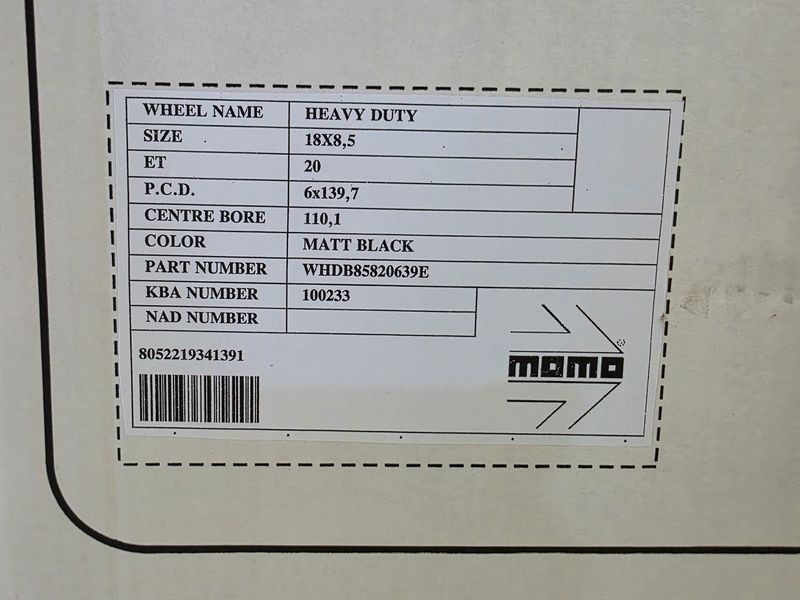 WHEEL NAME HEAVY DUTY
SIZE 18X8,5
ET 20
P.C.D. 6x139,7
CENTRE BORE 110,1
COLOR MATT BLACK
PART NUMBER WHDB85820639E
KBA NUMBER 100233
NAD NUMBER
8052219341391
momo